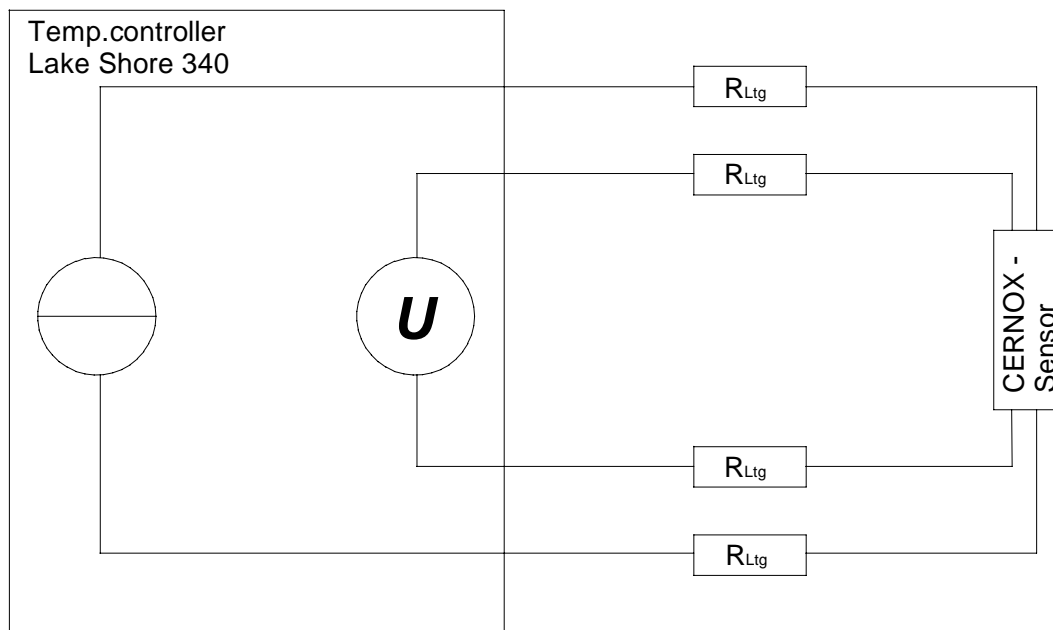 Temp.controller
Lake Shore 340
RLtg
RLtg
U
CERNOX -
Sensor
RLtg
RLtg